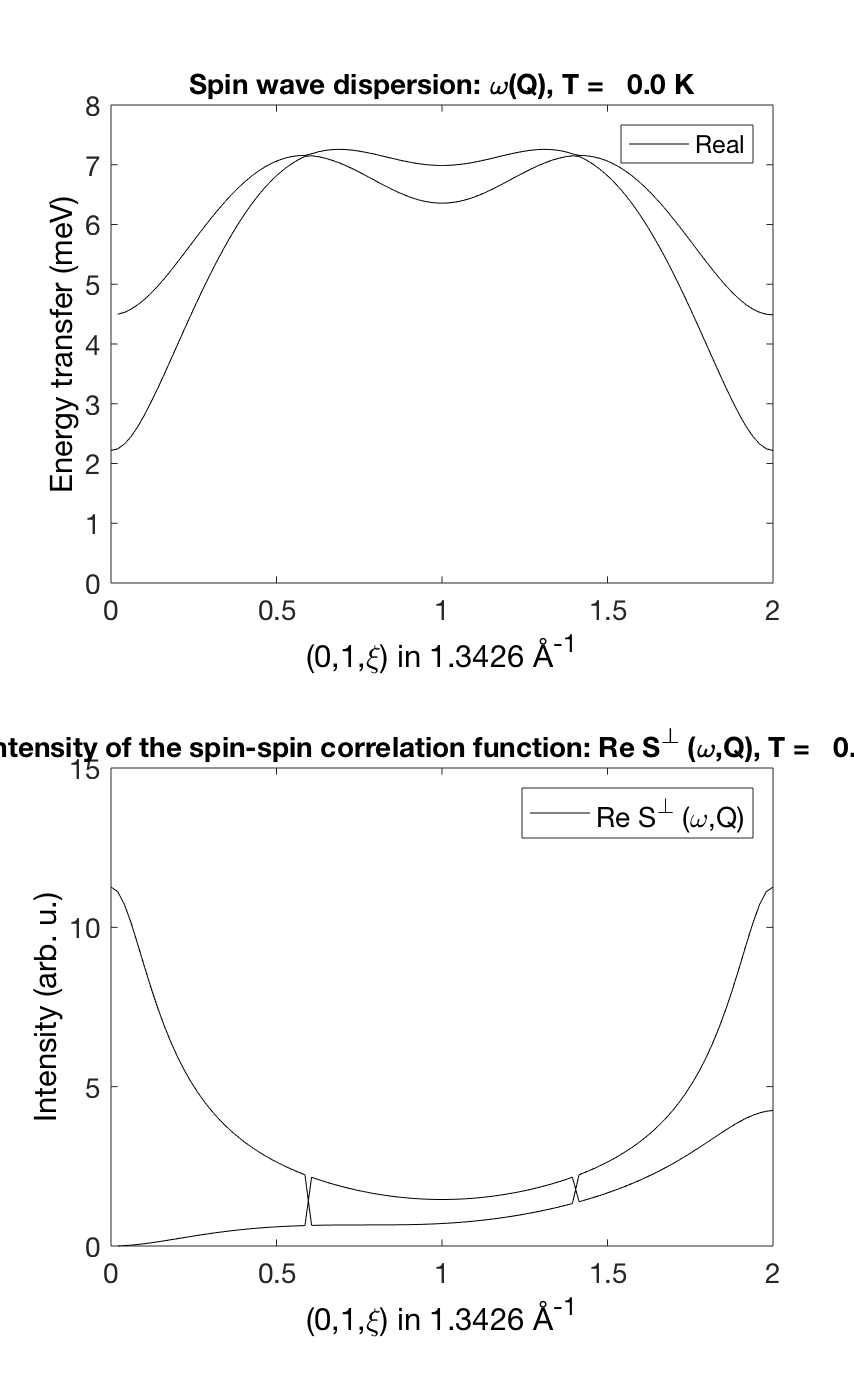 Spin wave dispersion: ω(Q), T = 0.0 K
8
Real
7
6
5
4
3
2
1
0
Energy transfer (meV)
0 0.5 1 1.5 2
(0,1,ξ) in 1.3426 Å⁻¹
ntensity of the spin-spin correlation function: Re S⊥ (ω,Q), T = 0.
15
Re S⊥ (ω,Q)
10
5
0
Intensity (arb. u.)
0 0.5 1 1.5 2
(0,1,ξ) in 1.3426 Å⁻¹